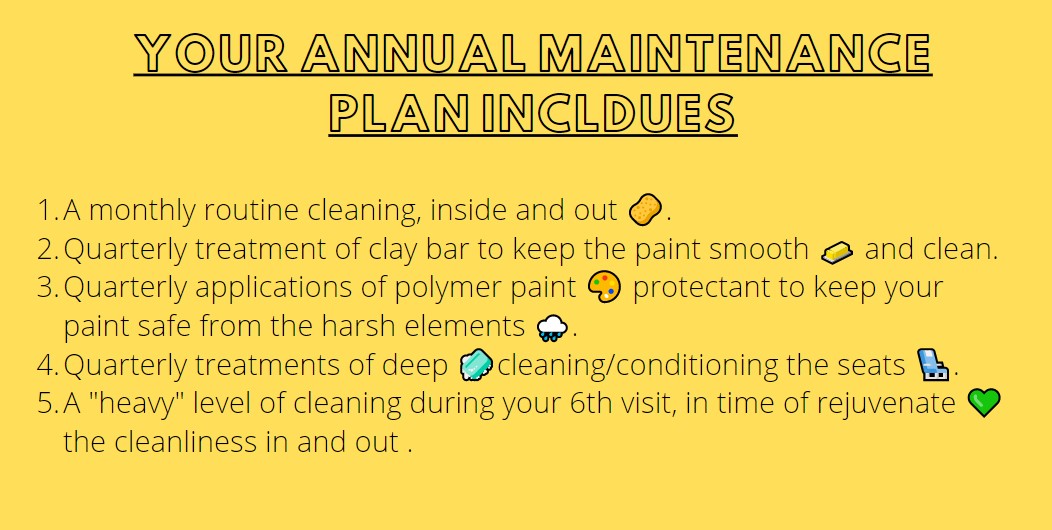 YOUR ANNUAL MAINTENANCE
PLAN INCLDUES
1. A monthly routine cleaning, inside and out 🧽.
2. Quarterly treatment of clay bar to keep the paint smooth 🧈 and clean.
3. Quarterly applications of polymer paint 🎨 protectant to keep your
paint safe from the harsh elements 🌧.
4. Quarterly treatments of deep 🧼cleaning/conditioning the seats 💺.
5. A "heavy" level of cleaning during your 6th visit, in time of rejuvenate 💚
the cleanliness in and out .